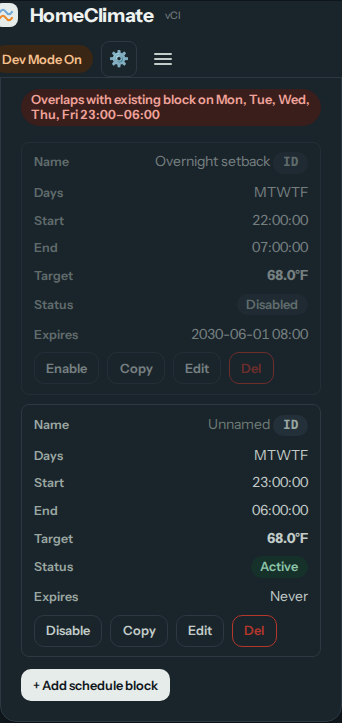 HomeClimate vCI
Dev Mode On
Overlaps with existing block on Mon, Tue, Wed,
Thu, Fri 23:00–06:00
Name Overnight setback ID
Days MTWTF
Start 22:00:00
End 07:00:00
Target 68.0°F
Status Disabled
Expires 2030-06-01 08:00
Enable Copy Edit Del
Name Unnamed ID
Days MTWTF
Start 23:00:00
End 06:00:00
Target 68.0°F
Status Active
Expires Never
Disable Copy Edit Del
+ Add schedule block